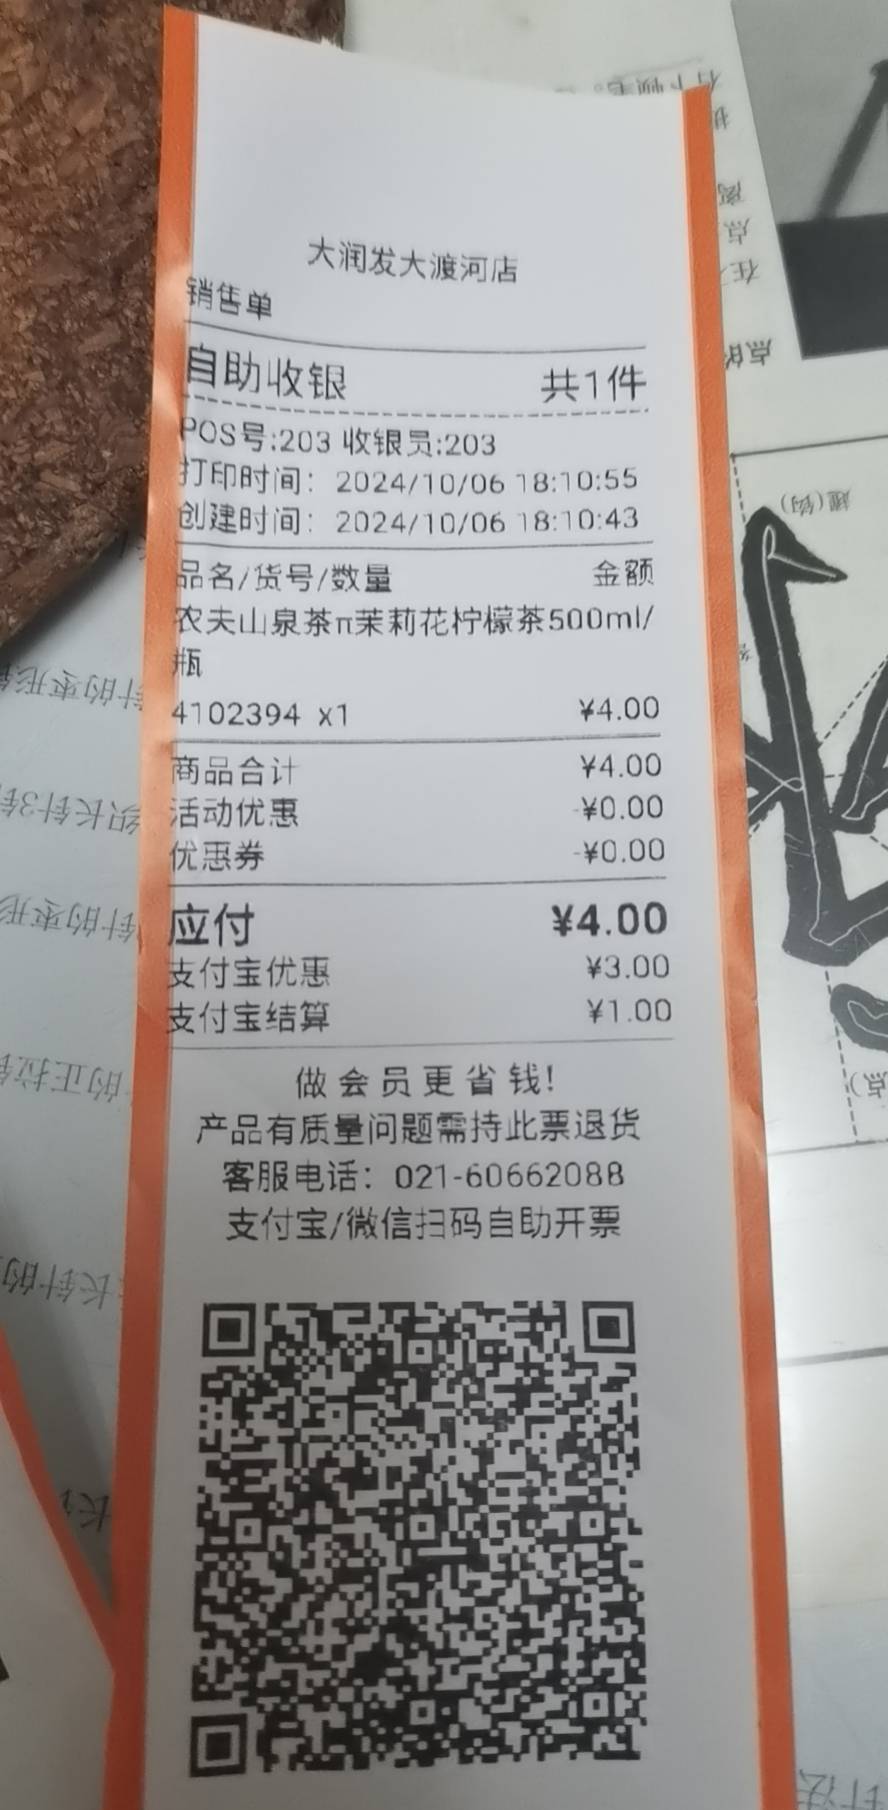 大润发大渡河店
销售单
自助收银 共1件
POS号:203 收银员:203
打印时间：2024/10/06 18:10:55
创建时间：2024/10/06 18:10:43
品名/货号/数量 金额
农夫山泉茶π茉莉花柠檬茶500ml/
瓶
4102394 x1 ¥4.00
商品合计 ¥4.00
活动优惠 -¥0.00
优惠券 -¥0.00
应付 ¥4.00
支付宝优惠 ¥3.00
支付宝结算 ¥1.00
做会员更省钱!
产品有质量问题需持此票退货
客服电话：021-60662088
支付宝/微信扫码自助开票